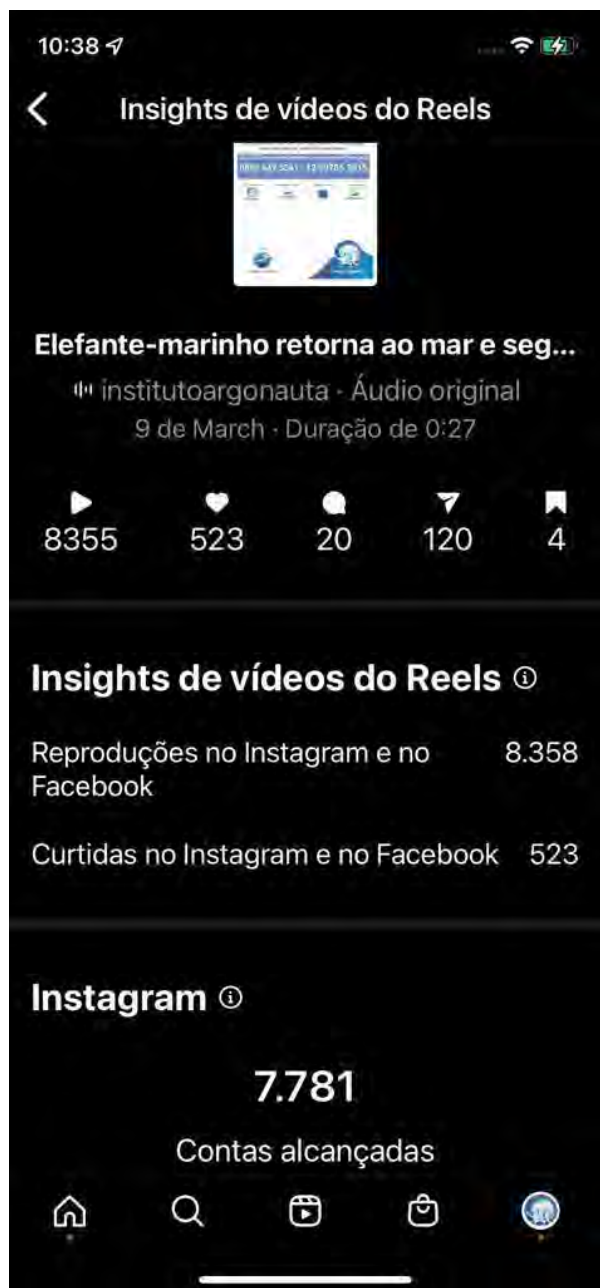 10:38
Insights de vídeos do Reels
Elefante-marinho retorna ao mar e seg...
institutoargonauta · Áudio original
9 de March · Duração de 0:27
8355 523 20 120 4
Insights de vídeos do Reels
Reproduções no Instagram e no 8.358
Facebook
Curtidas no Instagram e no Facebook 523
Instagram
7.781
Contas alcançadas